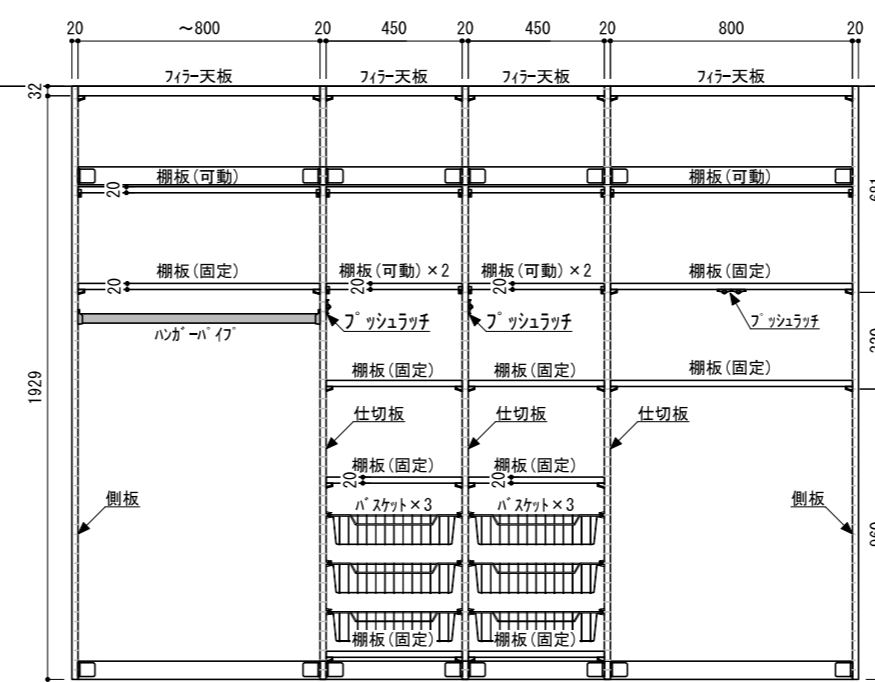 20 ～800 20 450 20 450 20 800 20
フィラー天板 フィラー天板 フィラー天板 フィラー天板
32
棚板(可動) 棚板(可動)
20
681
棚板(固定) 棚板(可動)×2 棚板(可動)×2 棚板(固定)
20 20 20
ハンガーパイプ プッシュラッチ プッシュラッチ プッシュラッチ
棚板(固定) 棚板(固定) 棚板(固定)
1929
仕切板 仕切板 仕切板
棚板(固定) 棚板(固定)
20 20
側板 バスケット×3 バスケット×3 側板
棚板(固定) 棚板(固定)